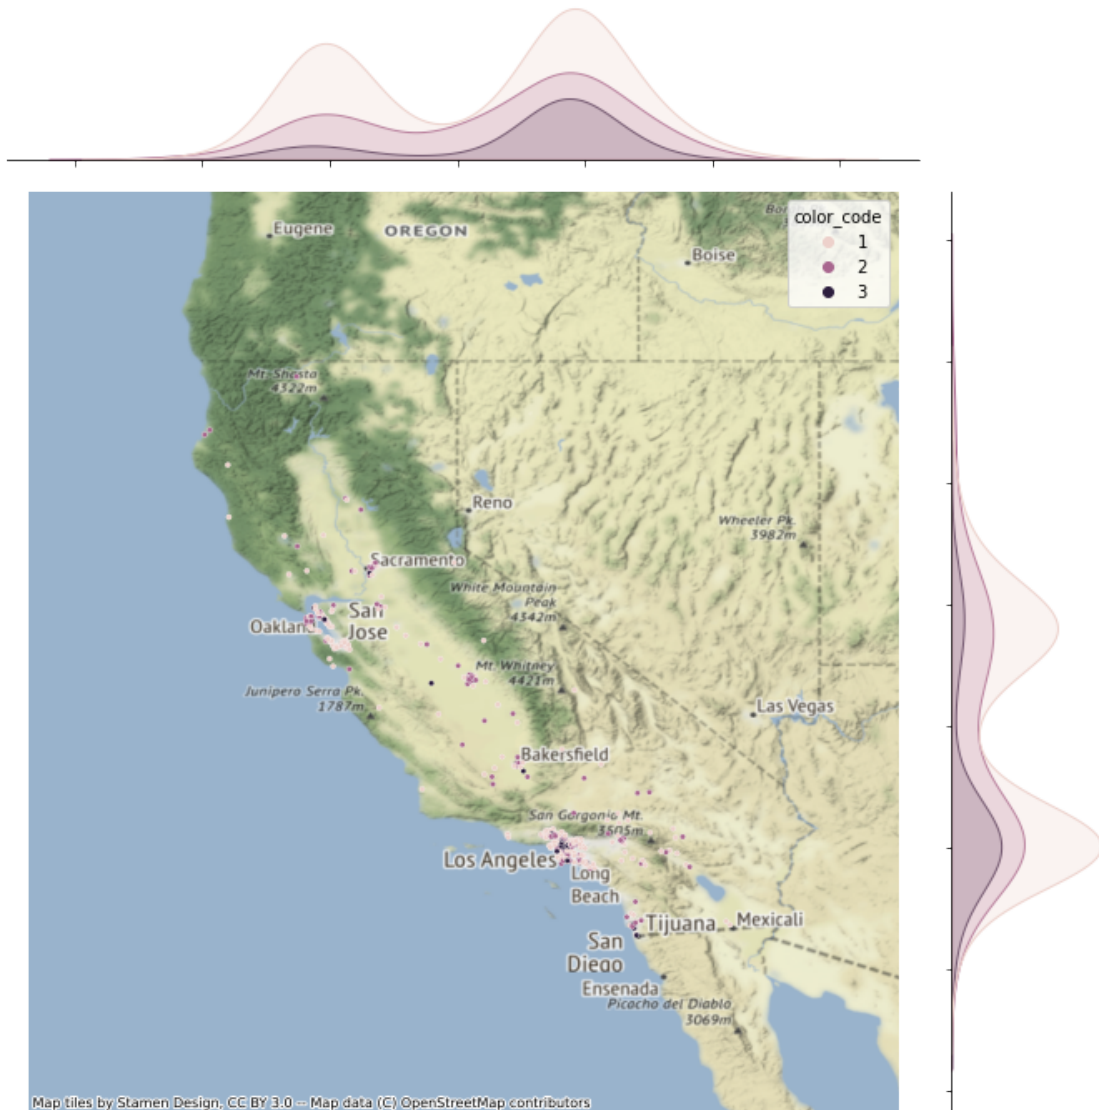 Eugene
OREGON
Boise
color_code
1
2
3
Mt. Shasta
4322m
Reno
Wheeler Pk.
3982m
Sacramento
White Mountain
Peak
4342m
San
Jose
Oakland
Mt. Whitney
4421m
Junipero Serra Pk.
1787m
Las Vegas
Bakersfield
San Gorgonio Mt.
3505m
Los Angeles
Long
Beach
Tijuana
Mexicali
San
Diego
Ensenada
Picacho del Diablo
3069m
Map tiles by Stamen Design, CC BY 3.0 -- Map data (C) OpenStreetMap contributors